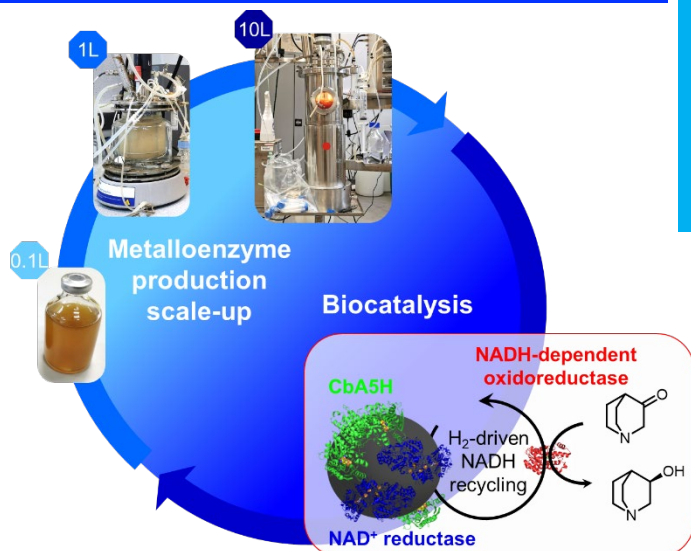 1L
10L
0.1L
Metalloenzyme
production
scale-up
Biocatalysis
NADH-dependent
oxidoreductase
CbA5H
H₂-driven
NADH
recycling
NAD⁺ reductase
O
N
OH
N